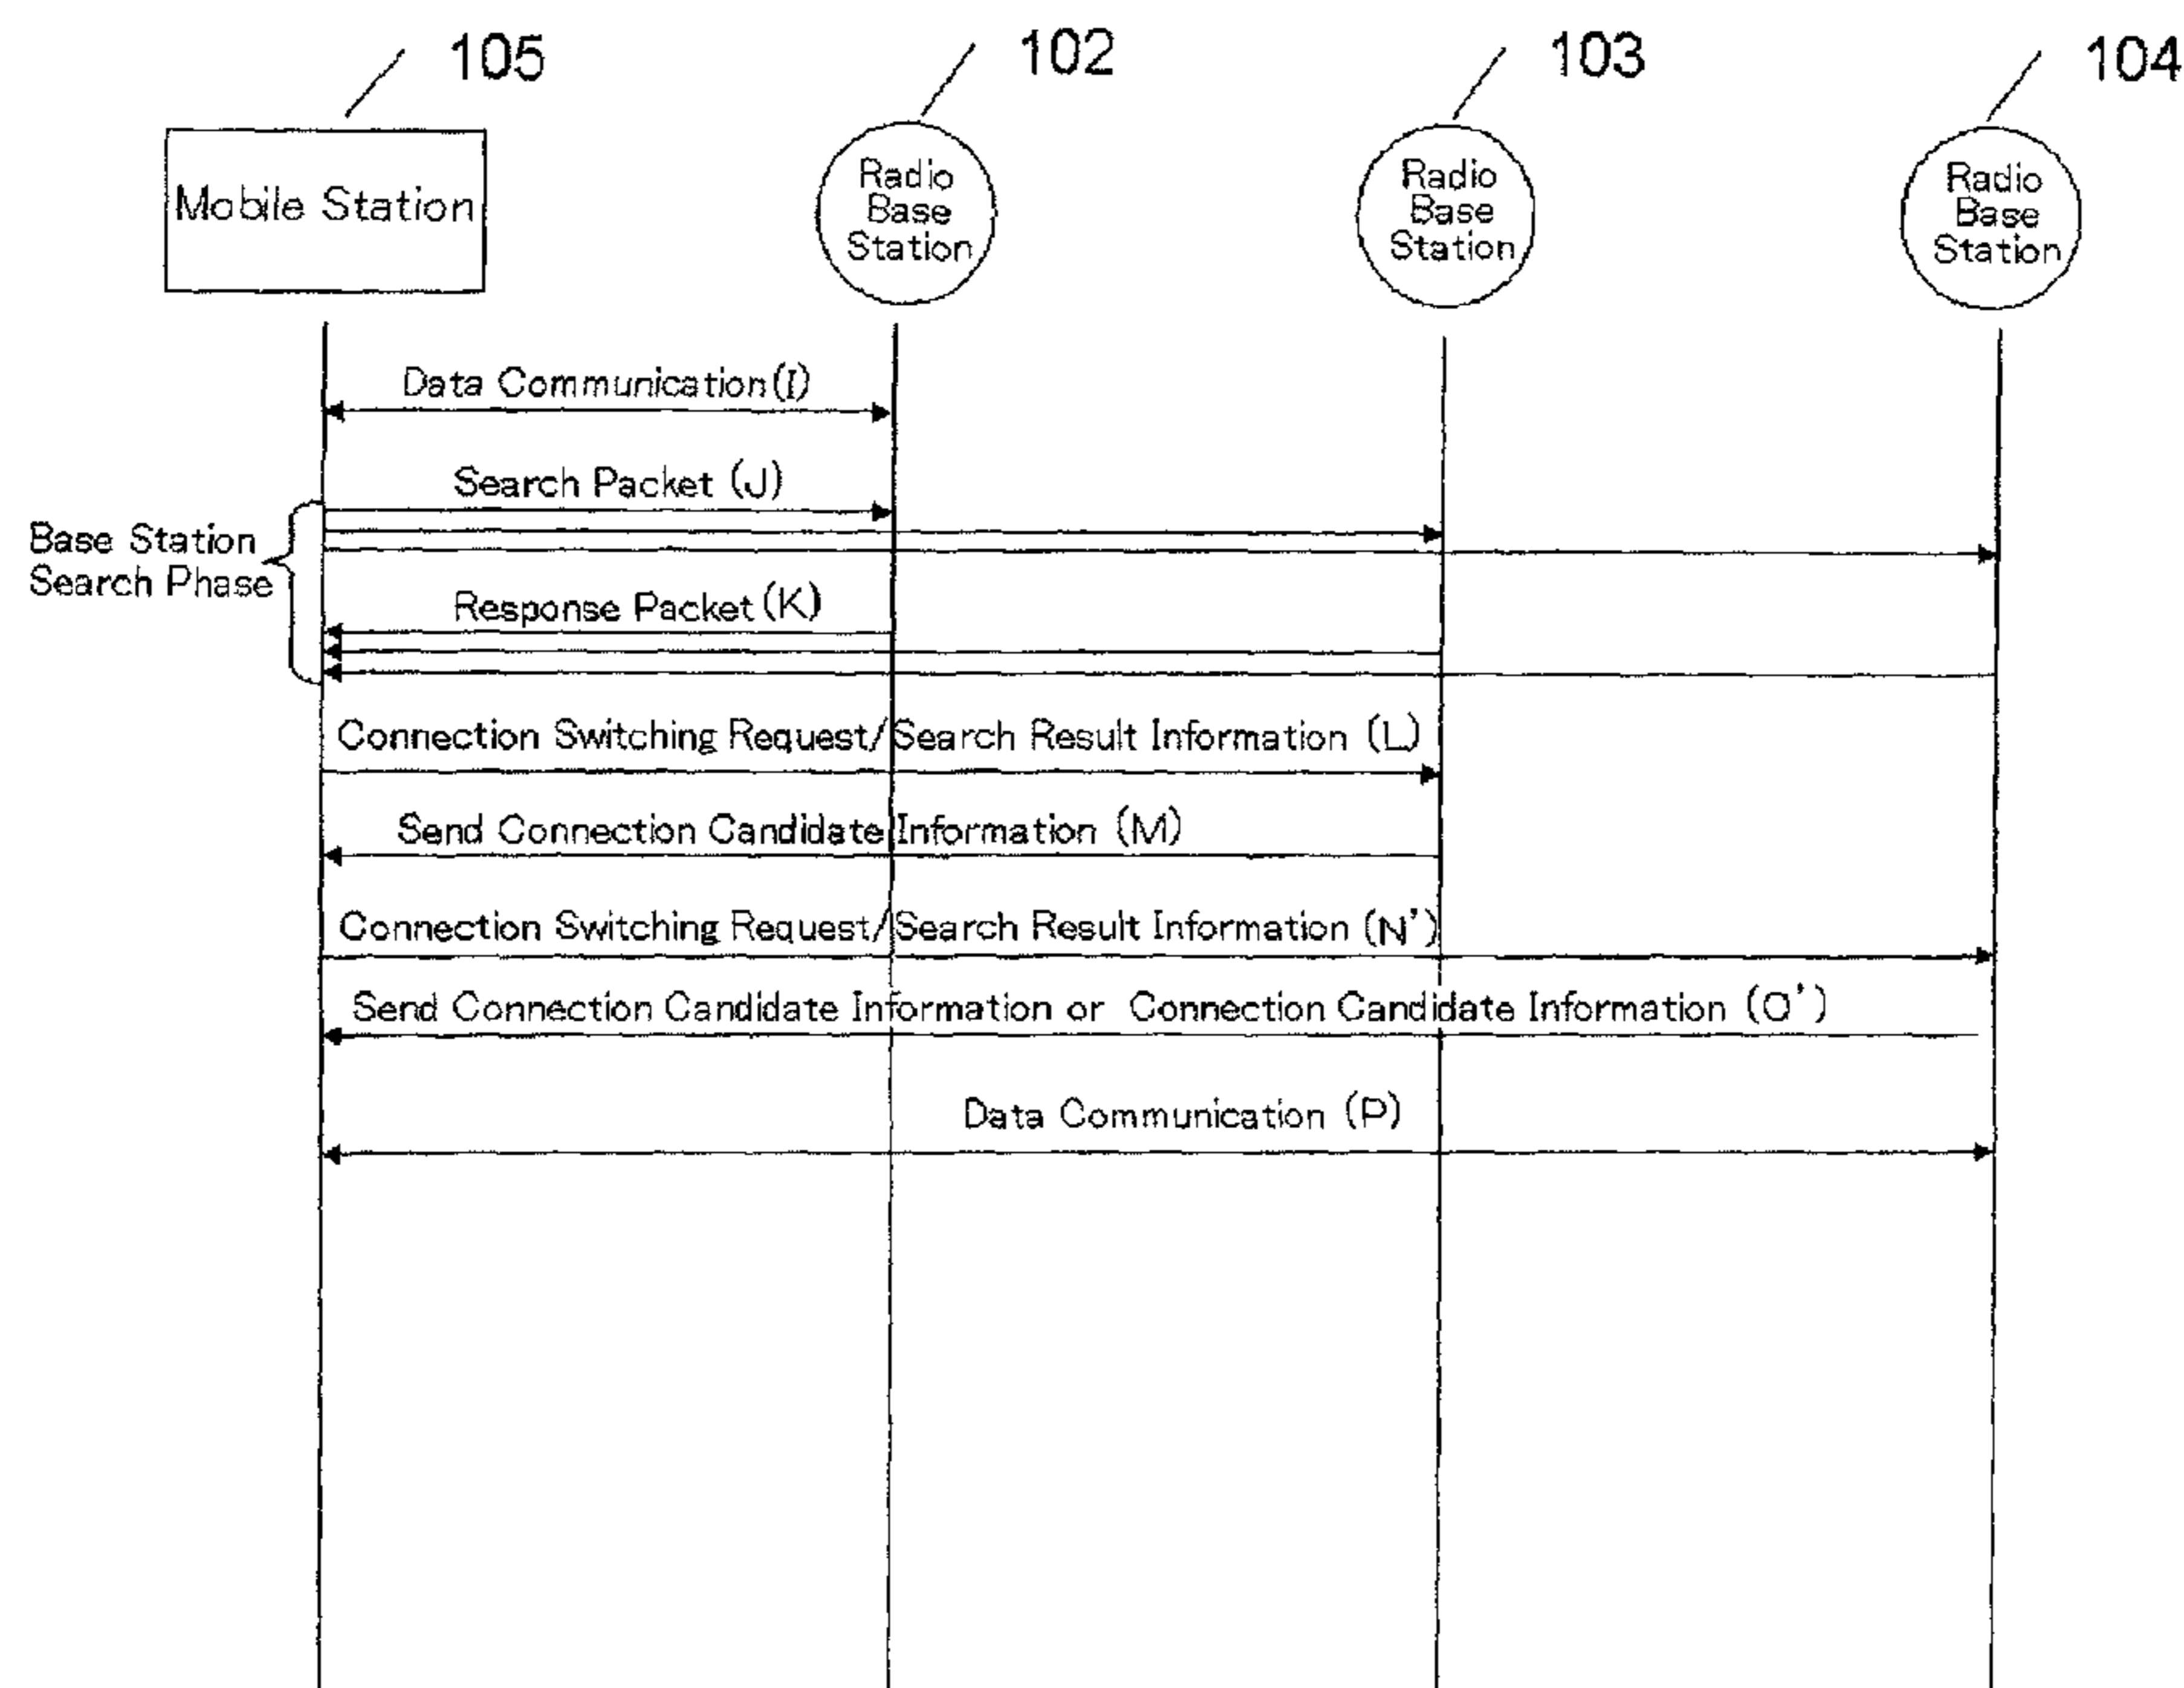 105
102
103
104
Mobile Station
Radio
Base
Station
Radio
Base
Station
Radio
Base
Station
Data Communication(I)
Search Packet (J)
Base Station
Search Phase
Response Packet(K)
Connection Switching Request/Search Result Information (L)
Send Connection Candidate Information (M)
Connection Switching Request/Search Result Information (N')
Send Connection Candidate Information or Connection Candidate Information (O')
Data Communication (P)